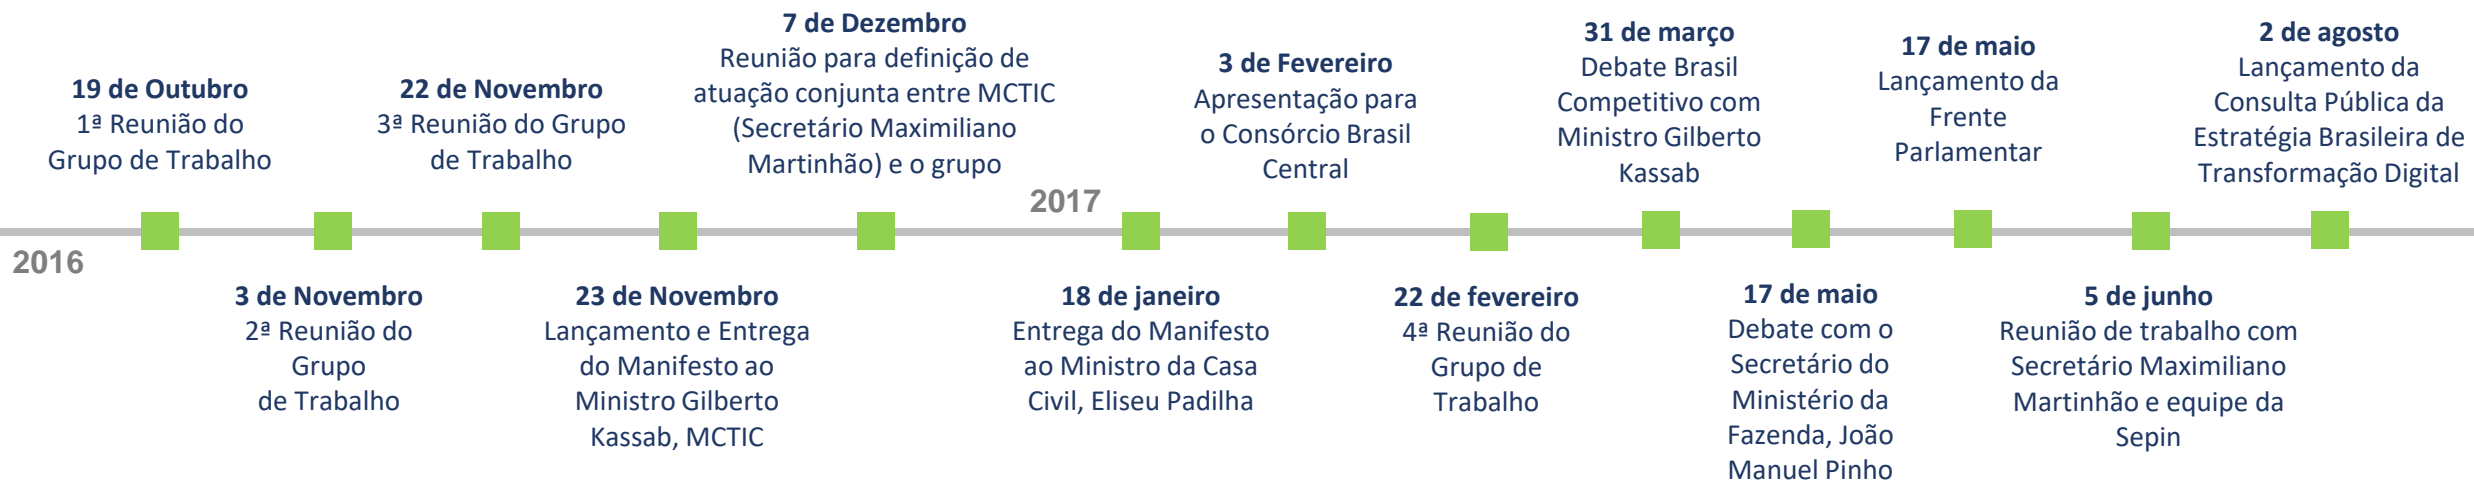 2016
19 de Outubro
1ª Reunião do
Grupo de Trabalho
3 de Novembro
2ª Reunião do
Grupo
de Trabalho
22 de Novembro
3ª Reunião do Grupo
de Trabalho
23 de Novembro
Lançamento e Entrega
do Manifesto ao
Ministro Gilberto
Kassab, MCTIC
7 de Dezembro
Reunião para definição de
atuação conjunta entre MCTIC
(Secretário Maximiliano
Martinhão) e o grupo
2017
18 de janeiro
Entrega do Manifesto
ao Ministro da Casa
Civil, Eliseu Padilha
3 de Fevereiro
Apresentação para
o Consórcio Brasil
Central
22 de fevereiro
4ª Reunião do
Grupo de
Trabalho
31 de março
Debate Brasil
Competitivo com
Ministro Gilberto
Kassab
17 de maio
Debate com o
Secretário do
Ministério da
Fazenda, João
Manuel Pinho
17 de maio
Lançamento da
Frente
Parlamentar
5 de junho
Reunião de trabalho com
Secretário Maximiliano
Martinhão e equipe da
Sepin
2 de agosto
Lançamento da
Consulta Pública da
Estratégia Brasileira de
Transformação Digital